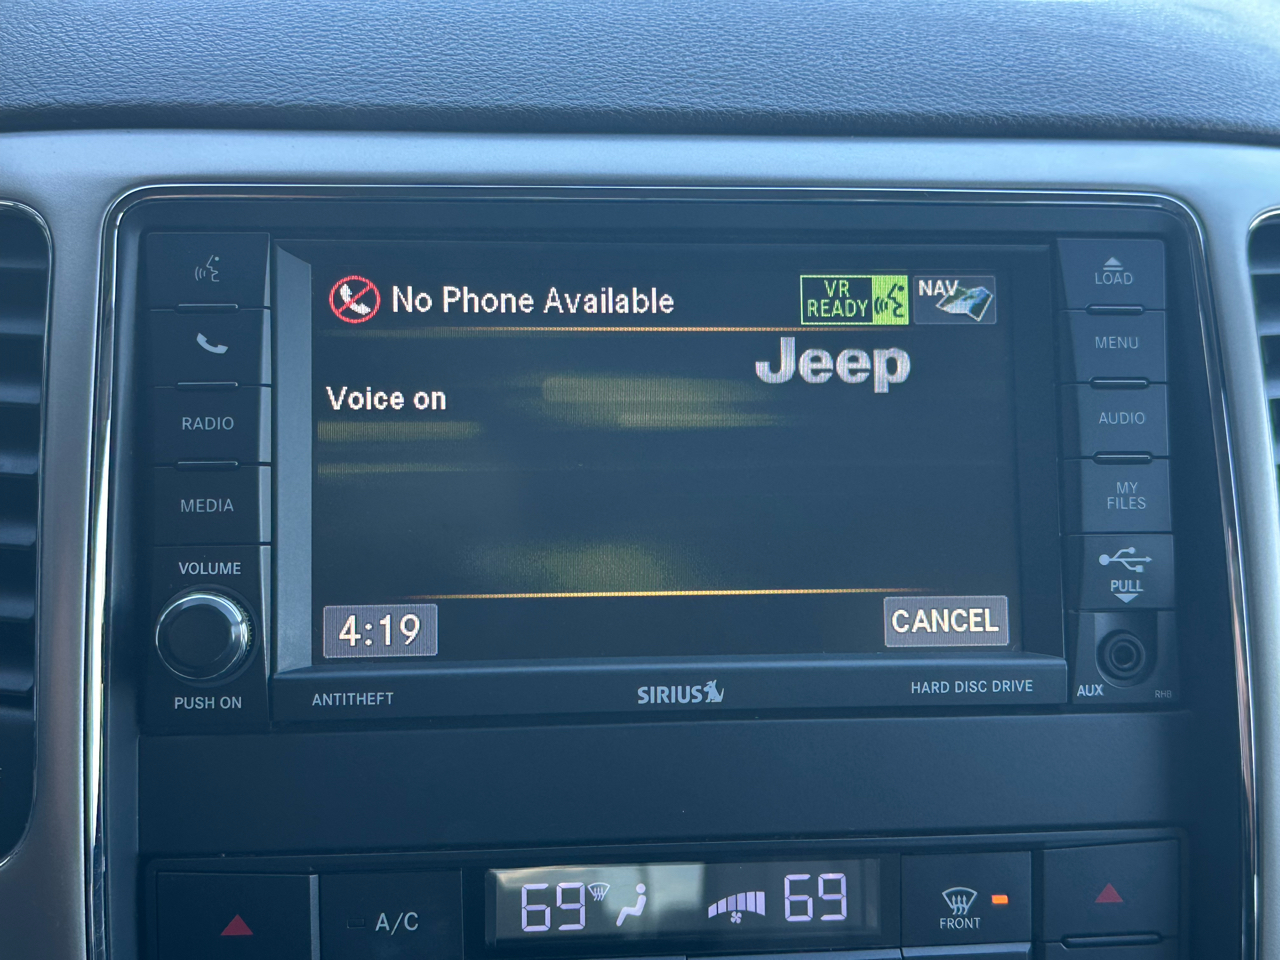 No Phone Available
VR
READY
NAV
Jeep
Voice on
4:19
CANCEL
RADIO
MEDIA
VOLUME
PUSH ON
LOAD
MENU
AUDIO
MY
FILES
PULL
AUX
RHB
ANTITHEFT
SIRIUS
HARD DISC DRIVE
A/C
69
69
FRONT